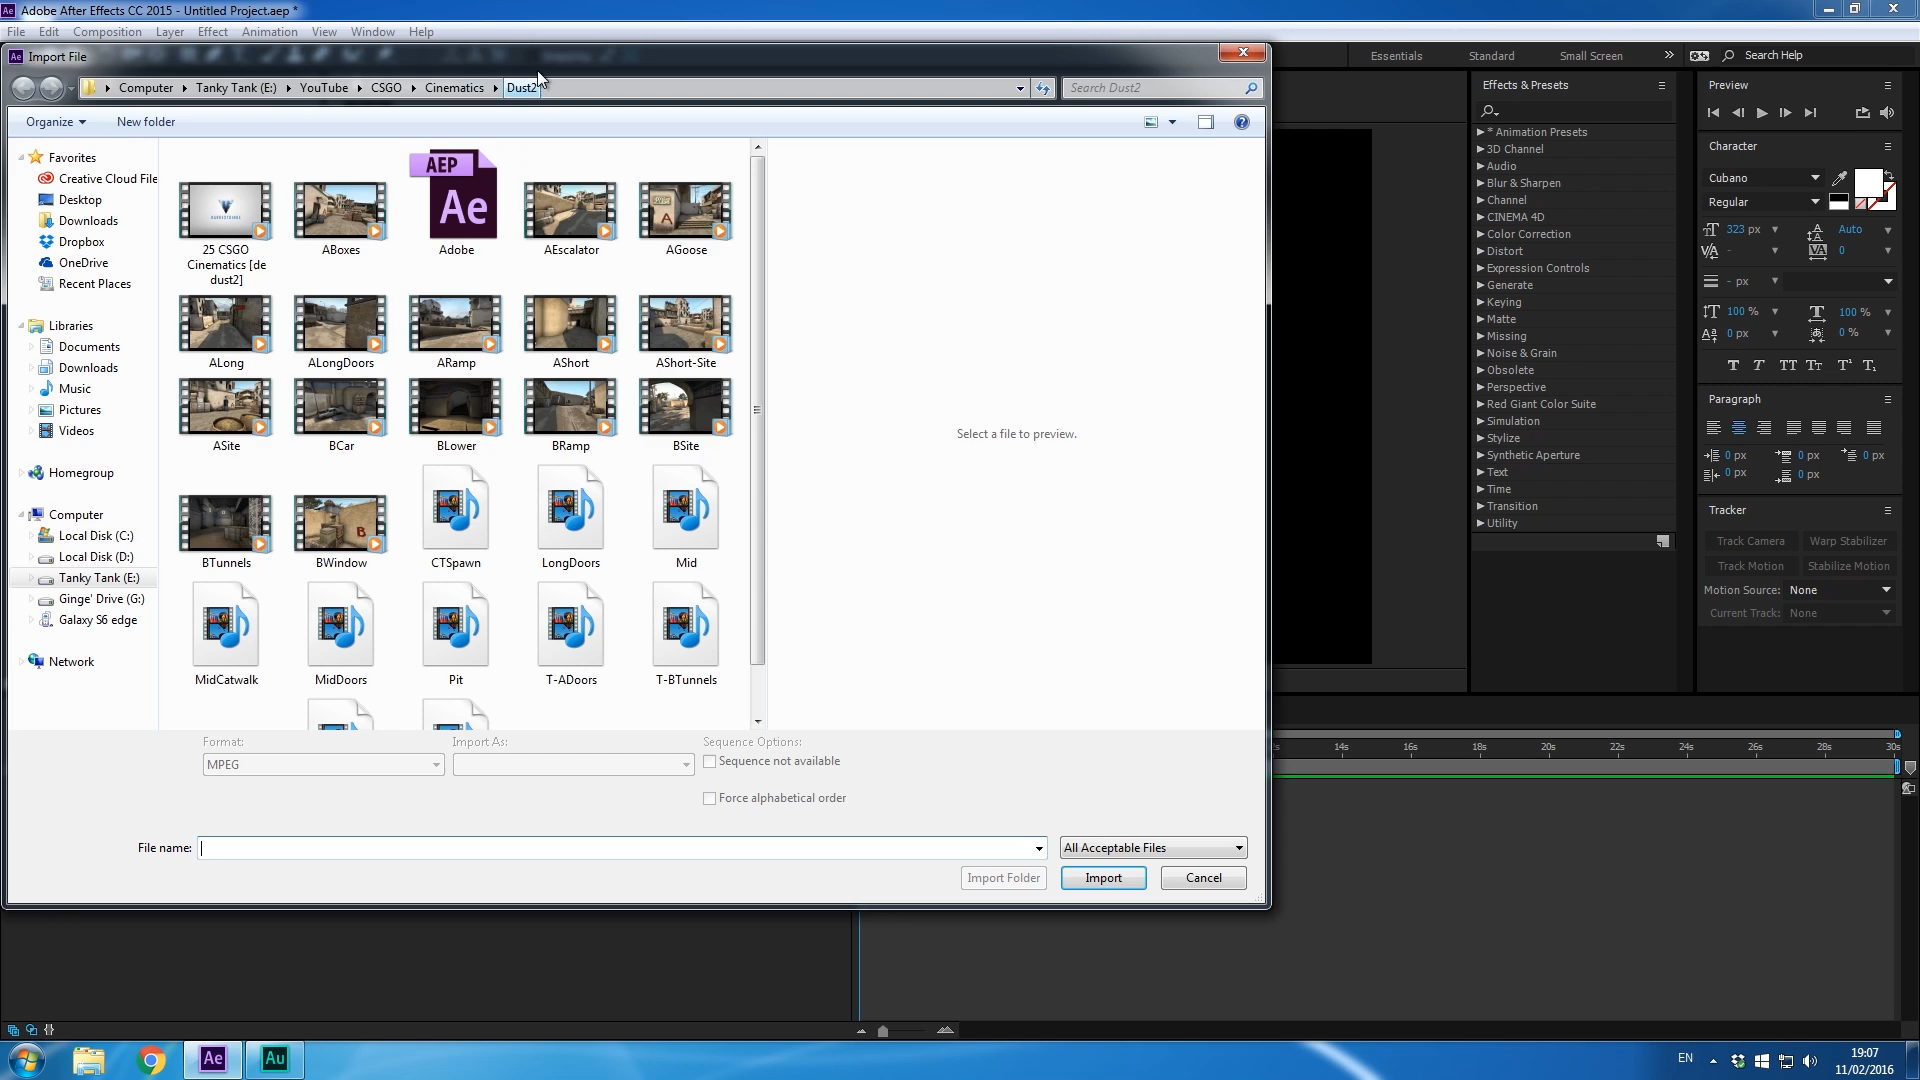 Ae Adobe After Effects CC 2015 - Untitled Project.aep *
File Edit Composition Layer Effect Animation View Window Help
Ae Import File
Essentials Standard Small Screen » Search Help
Computer Tanky Tank (E:) YouTube CSGO Cinematics Dust2
Search Dust2
Organize New folder
Favorites
Creative Cloud File
Desktop
Downloads
Dropbox
OneDrive
Recent Places
Libraries
Documents
Downloads
Music
Pictures
Videos
Homegroup
Computer
Local Disk (C:)
Local Disk (D:)
Tanky Tank (E:)
Ginge' Drive (G:)
Galaxy S6 edge
Network
AEP
Ae
25 CSGO Cinematics [de dust2]
ABoxes
Adobe
AEscalator
AGoose
ALong
ALongDoors
ARamp
AShort
AShort-Site
ASite
BCar
BLower
BRamp
BSite
BTunnels
BWindow
CTSpawn
LongDoors
Mid
MidCatwalk
MidDoors
Pit
T-ADoors
T-BTunnels
Select a file to preview.
Format:
MPEG
Import As:
Sequence Options:
Sequence not available
Force alphabetical order
File name:
All Acceptable Files
Import Folder
Import
Cancel
Effects & Presets
* Animation Presets
3D Channel
Audio
Blur & Sharpen
Channel
CINEMA 4D
Color Correction
Distort
Expression Controls
Generate
Keying
Matte
Missing
Noise & Grain
Obsolete
Perspective
Red Giant Color Suite
Simulation
Stylize
Synthetic Aperture
Text
Time
Transition
Utility
Preview
Character
Cubano
Regular
323 px Auto
- 0
- px
100 % 100 %
0 px 0 %
T T TT Tт T¹ T₁
Paragraph
0 px 0 px 0 px
0 px 0 px
Tracker
Track Camera Warp Stabilizer
Track Motion Stabilize Motion
Motion Source: None
Current Track: None
14s 16s 18s 20s 22s 24s 26s 28s 30s
Ae Au
EN
19:07
11/02/2016